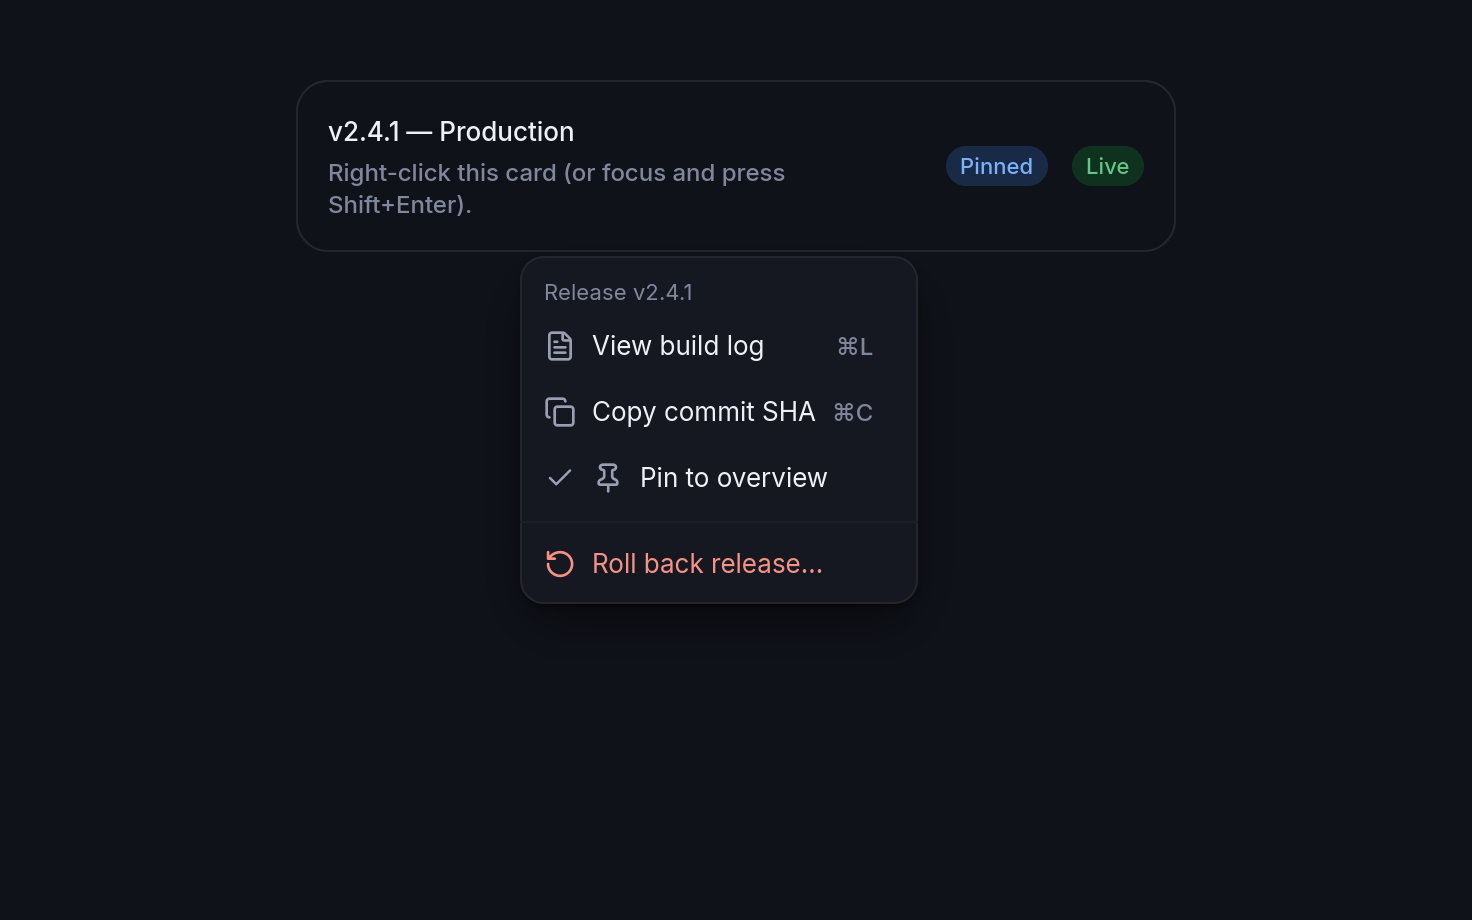 v2.4.1 — Production
Right-click this card (or focus and press
Shift+Enter).
Pinned
Live
Release v2.4.1
View build log ⌘L
Copy commit SHA ⌘C
Pin to overview
Roll back release...